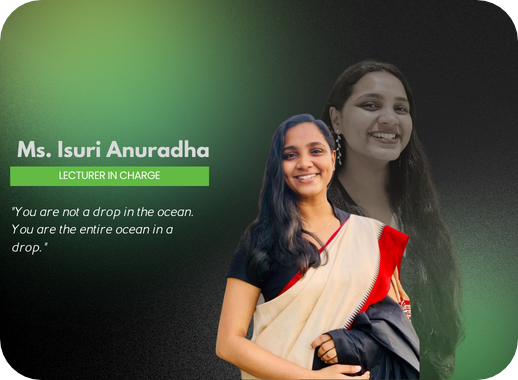 Ms. Isuri Anuradha
LECTURER IN CHARGE
"You are not a drop in the ocean.
You are the entire ocean in a
drop."